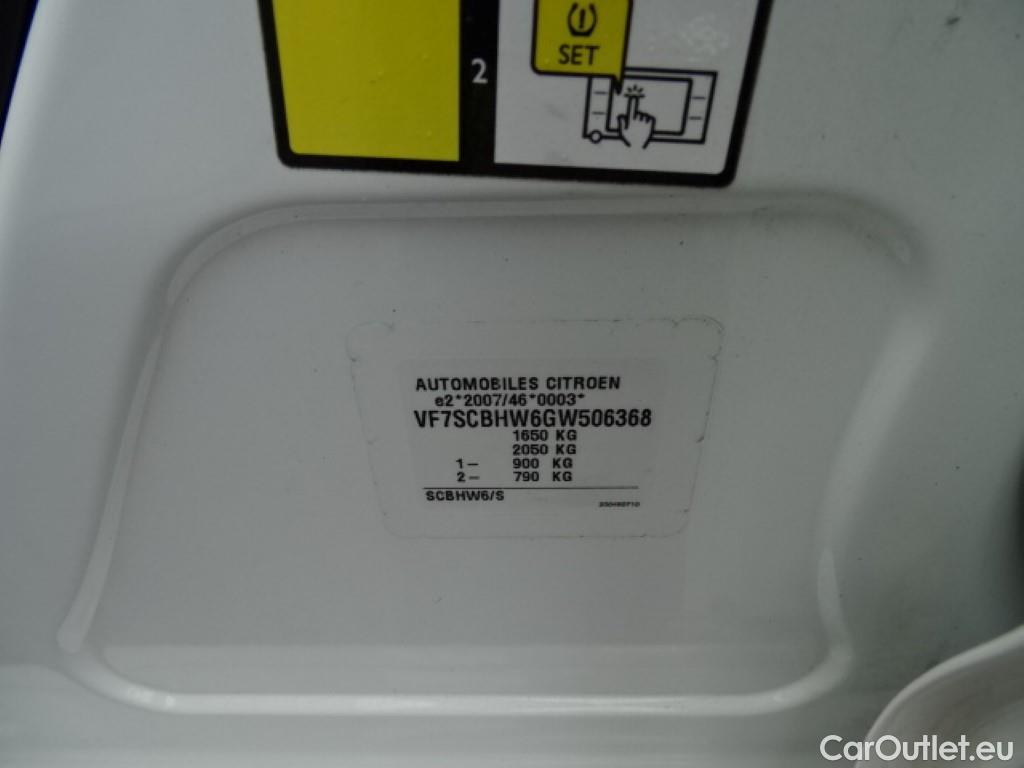 SET
2
AUTOMOBILES CITROEN
e2*2007/46*0003*
VF7SCBHW6GW506368
1650 KG
2050 KG
1- 900 KG
2- 790 KG
SCBHW6/S
CarOutlet.eu